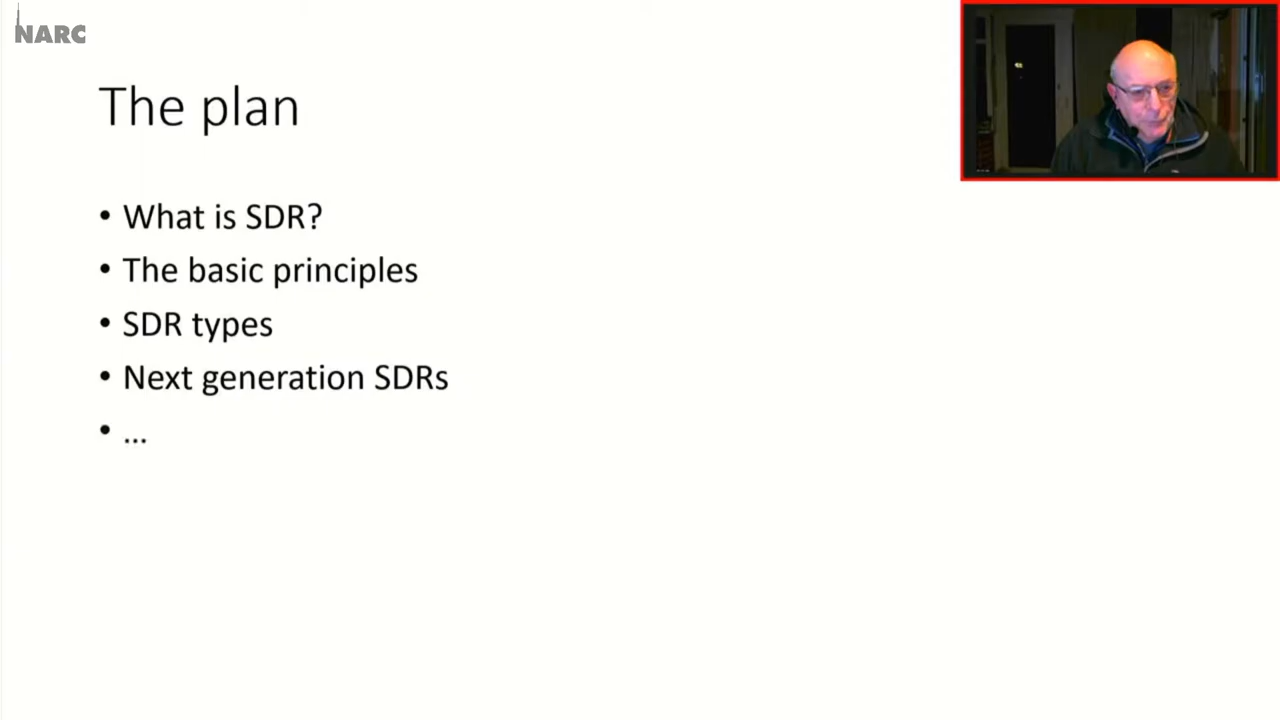 NARC
The plan
• What is SDR?
• The basic principles
• SDR types
• Next generation SDRs
• ...